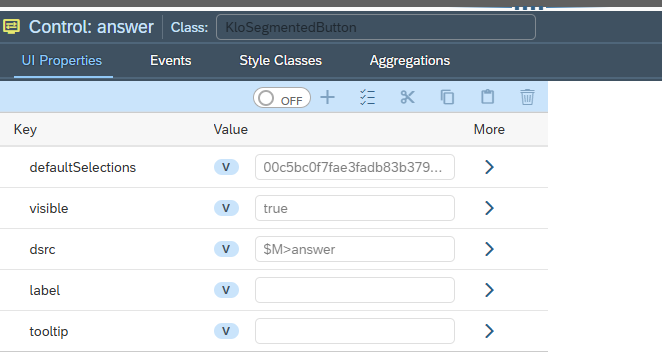 Control: answer Class: KloSegmentedButton
UI Properties Events Style Classes Aggregations
OFF
Key Value More
defaultSelections V 00c5bc0f7fae3fadb83b379...
visible V true
dsrc V $M>answer
label V
tooltip V